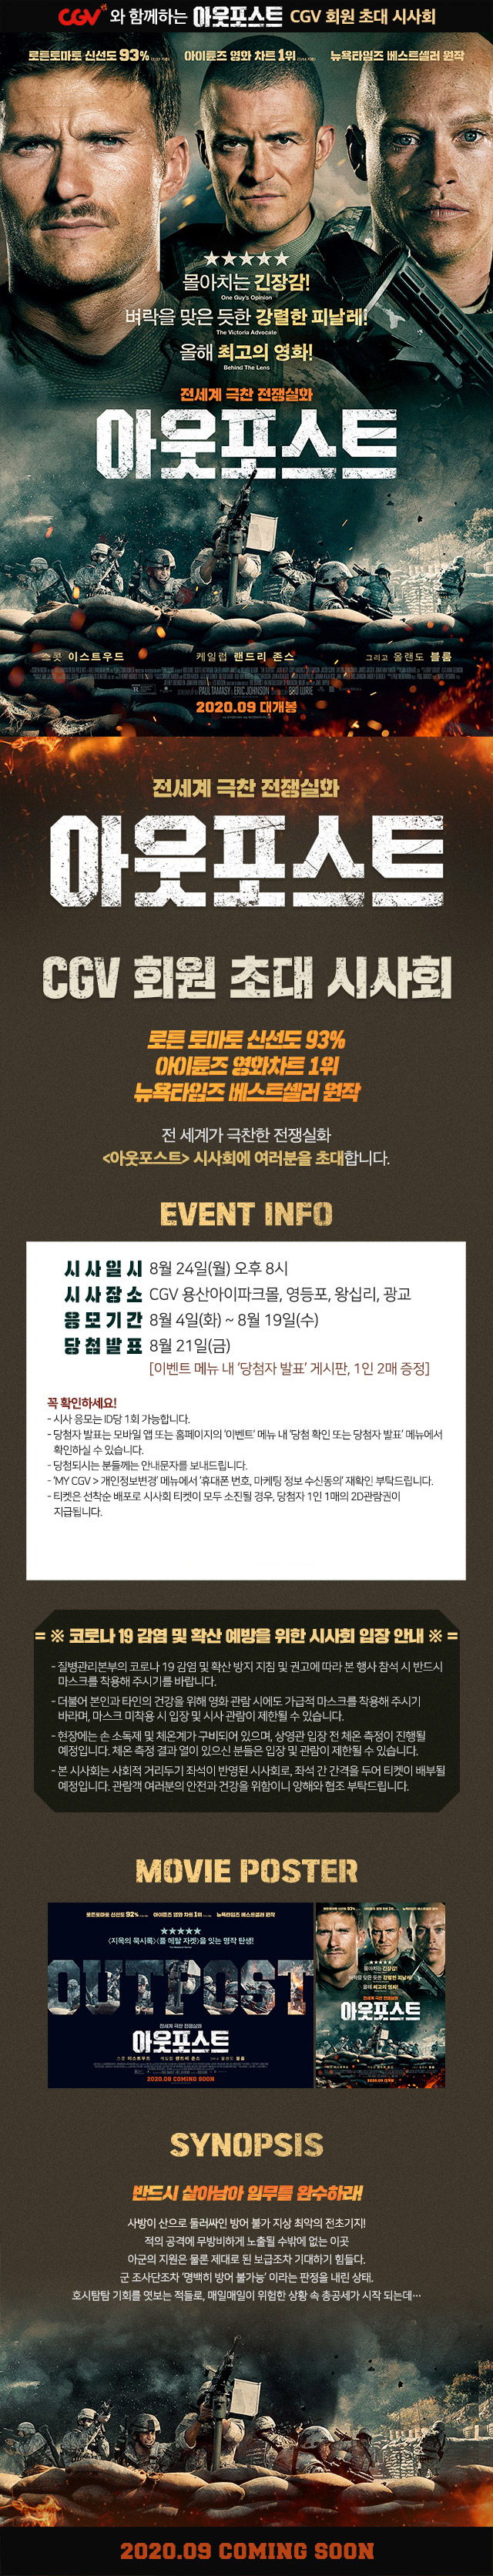 CGV 와 함께하는 아웃포스트 CGV 회원 초대 시사회
로튼토마토 신선도 93% 아이튠즈 영화 차트 1위 뉴욕타임즈 베스트셀러 원작
★★★★★
몰아치는 긴장감!
One Guy's Opinion
벼락을 맞은 듯한 강렬한 피날레!
The Victoria Advocate
올해 최고의 영화!
Behind The Lens
전세계 극찬 전쟁실화
아웃포스트
스콧 이스트우드 케일럽 랜드리 존스 그리고 올랜도 블룸
PAUL TAMASY & ERIC JOHNSON ROD LURIE
2020.09 대개봉
전세계 극찬 전쟁실화
아웃포스트
CGV 회원 초대 시사회
로튼 토마토 신선도 93%
아이튠즈 영화차트 1위
뉴욕타임즈 베스트셀러 원작
전 세계가 극찬한 전쟁실화
<아웃포스트> 시사회에 여러분을 초대합니다.
EVENT INFO
시사일시 8월 24일(월) 오후 8시
시사장소 CGV 용산아이파크몰, 영등포, 왕십리, 광교
응모기간 8월 4일(화) ~ 8월 19일(수)
당첨발표 8월 21일(금)
[이벤트 메뉴 내 '당첨자 발표' 게시판, 1인 2매 증정]
꼭 확인하세요!
- 시사 응모는 ID당 1회 가능합니다.
- 당첨자 발표는 모바일 앱 또는 홈페이지의 '이벤트' 메뉴 내 '당첨 확인 또는 당첨자 발표' 메뉴에서
확인하실 수 있습니다.
- 당첨되시는 분들께는 안내문자를 보내드립니다.
- 'MY CGV > 개인정보변경' 메뉴에서 '휴대폰 번호, 마케팅 정보 수신동의' 재확인 부탁드립니다.
- 티켓은 선착순 배포로 시사회 티켓이 모두 소진될 경우, 당첨자 1인 1매의 2D관람권이
지급됩니다.
= ※ 코로나 19 감염 및 확산 예방을 위한 시사회 입장 안내 ※ =
- 질병관리본부의 코로나 19 감염 및 확산 방지 지침 및 권고에 따라 본 행사 참석 시 반드시
마스크를 착용해 주시기를 바랍니다.
- 더불어 본인과 타인의 건강을 위해 영화 관람 시에도 가급적 마스크를 착용해 주시기
바라며, 마스크 미착용 시 입장 및 시사 관람이 제한될 수 있습니다.
- 현장에는 손 소독제 및 체온계가 구비되어 있으며, 상영관 입장 전 체온 측정이 진행될
예정입니다. 체온 측정 결과 열이 있으신 분들은 입장 및 관람이 제한될 수 있습니다.
- 본 시사회는 사회적 거리두기 좌석이 반영된 시사회로, 좌석 간 간격을 두어 티켓이 배부될
예정입니다. 관람객 여러분의 안전과 건강을 위함이니 양해와 협조 부탁드립니다.
MOVIE POSTER
로튼토마토 신선도 92% 아이튠즈 영화 차트 1위 뉴욕타임즈 베스트셀러 원작
★★★★★
<지옥의 묵시록> <풀 메탈 자켓>을 잇는 명작 탄생!
OUTPOST
전세계 극찬 전쟁실화
아웃포스트
스콧 이스트우드 케일럽 랜드리 존스 올랜도 블룸
2020.09 COMING SOON
★★★★★
몰아치는 긴장감!
벼락을 맞은 듯한 강렬한 피날레!
올해 최고의 영화!
전세계 극찬 전쟁실화
아웃포스트
2020.09 대개봉
SYNOPSIS
반드시 살아남아 임무를 완수하라!
사방이 산으로 둘러싸인 방어 불가 지상 최악의 전초기지!
적의 공격에 무방비하게 노출될 수밖에 없는 이곳
아군의 지원은 물론 제대로 된 보급조차 기대하기 힘들다.
군 조사단조차 '명백히 방어 불가능' 이라는 판정을 내린 상태.
호시탐탐 기회를 엿보는 적들로, 매일매일이 위험한 상황 속 총공세가 시작 되는데…
2020.09 COMING SOON